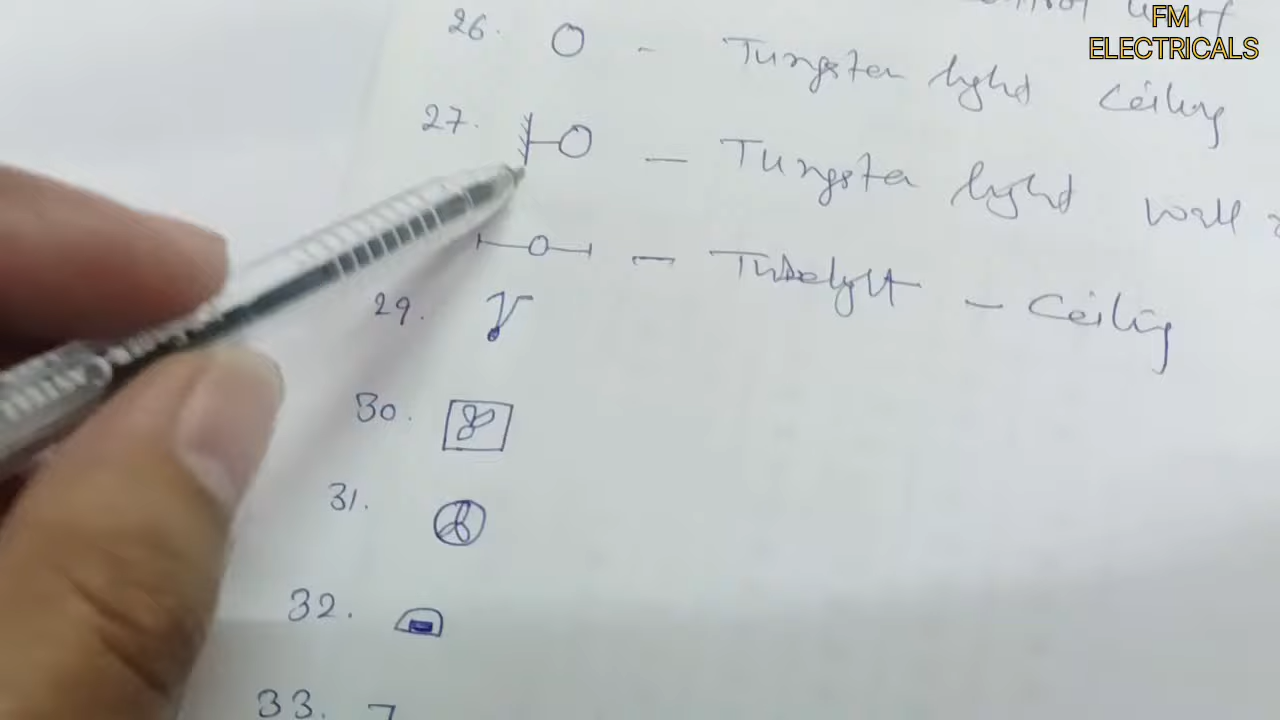 FM
ELECTRICALS
26. - Tungsten light Ceiling
27. - Tungsten light wall
- Tubelight - Ceiling
29.
30.
31.
32.
33.